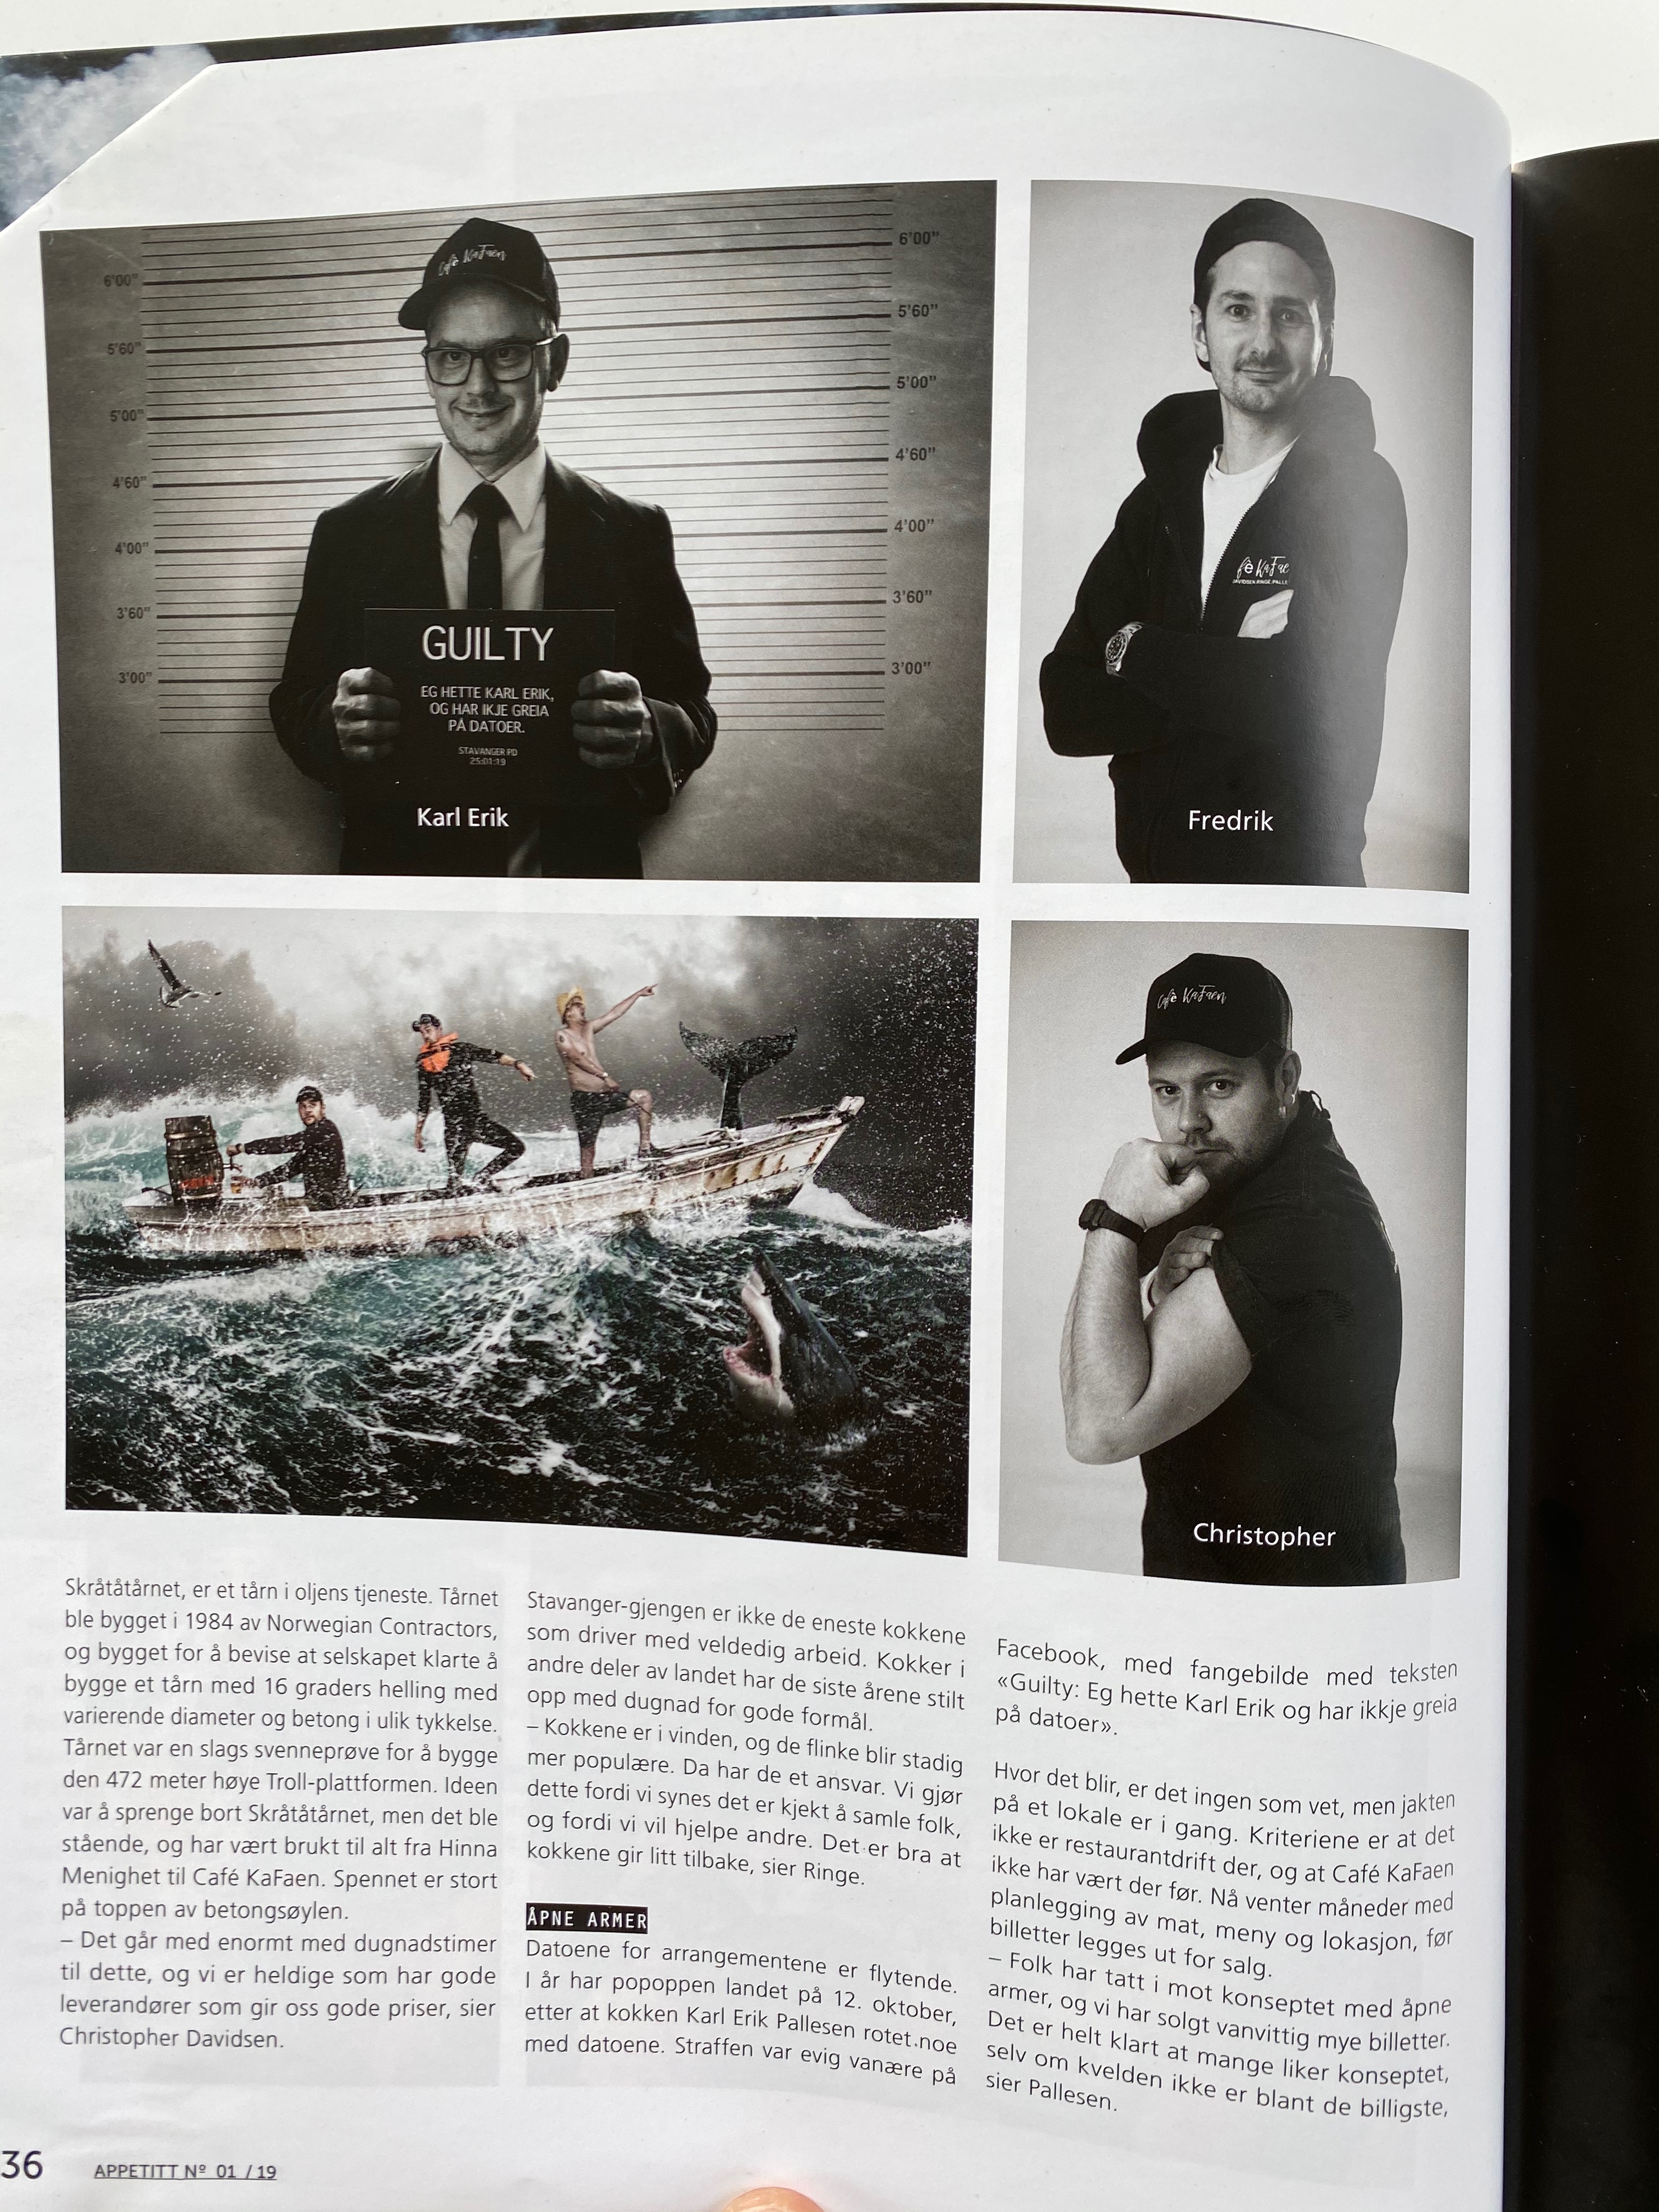 Café KaFaen
6'00"
5'60"
5'00"
4'60"
4'00"
3'60"
3'00"
6'00"
5'60"
5'00"
4'60"
4'00"
3'60"
3'00"
GUILTY
EG HETTE KARL ERIK,
OG HAR IKJE GREIA
PÅ DATOER.
STAVANGER PD
25:01:19
Karl Erik
fè KaFae
DAVIDSEN.RINGE.PALLE
Fredrik
Café KaFaen
Christopher
Skråtåtårnet, er et tårn i oljens tjeneste. Tårnet
ble bygget i 1984 av Norwegian Contractors,
og bygget for å bevise at selskapet klarte å
bygge et tårn med 16 graders helling med
varierende diameter og betong i ulik tykkelse.
Tårnet var en slags svenneprøve for å bygge
den 472 meter høye Troll-plattformen. Ideen
var å sprenge bort Skråtåtårnet, men det ble
stående, og har vært brukt til alt fra Hinna
Menighet til Café KaFaen. Spennet er stort
på toppen av betongsøylen.
– Det går med enormt med dugnadstimer
til dette, og vi er heldige som har gode
leverandører som gir oss gode priser, sier
Christopher Davidsen.
Stavanger-gjengen er ikke de eneste kokkene
som driver med veldedig arbeid. Kokker i
andre deler av landet har de siste årene stilt
opp med dugnad for gode formål.
– Kokkene er i vinden, og de flinke blir stadig
mer populære. Da har de et ansvar. Vi gjør
dette fordi vi synes det er kjekt å samle folk,
og fordi vi vil hjelpe andre. Det er bra at
kokkene gir litt tilbake, sier Ringe.
ÅPNE ARMER
Datoene for arrangementene er flytende.
I år har popoppen landet på 12. oktober,
etter at kokken Karl Erik Pallesen rotet noe
med datoene. Straffen var evig vanære på
Facebook, med fangebilde med teksten
«Guilty: Eg hette Karl Erik og har ikkje greia
på datoer».
Hvor det blir, er det ingen som vet, men jakten
på et lokale er i gang. Kriteriene er at det
ikke er restaurantdrift der, og at Café KaFaen
ikke har vært der før. Nå venter måneder med
planlegging av mat, meny og lokasjon, før
billetter legges ut for salg.
– Folk har tatt i mot konseptet med åpne
armer, og vi har solgt vanvittig mye billetter.
Det er helt klart at mange liker konseptet,
selv om kvelden ikke er blant de billigste,
sier Pallesen.
36
APPETITT Nº 01 / 19